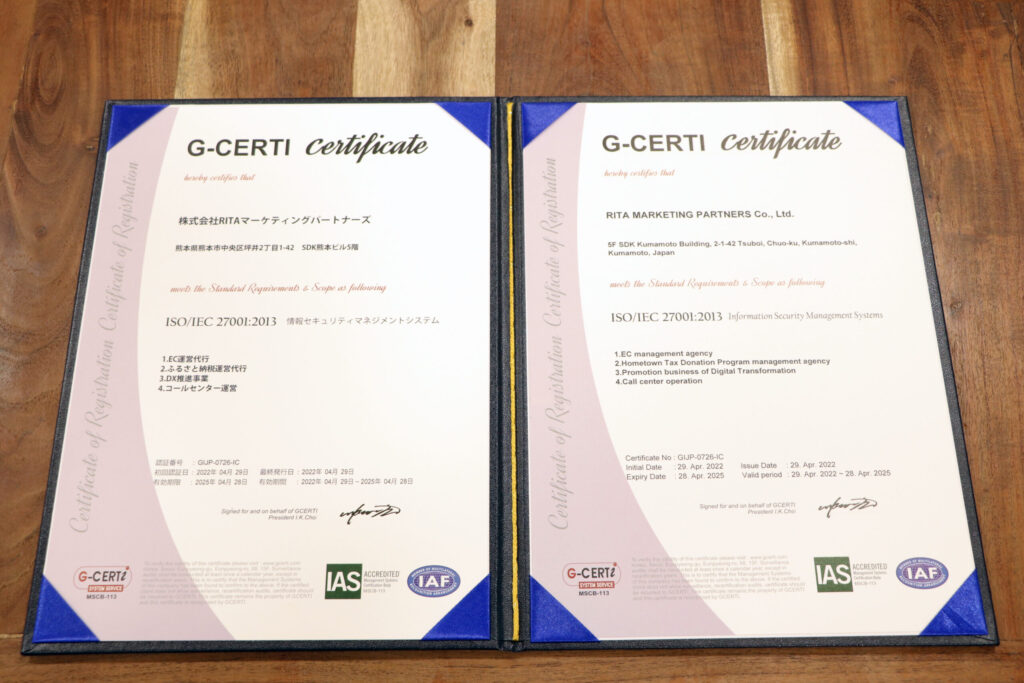 G-CERTI Certificate
hereby certifies that
株式会社RITAマーケティングパートナーズ
熊本県熊本市中央区坪井2丁目1-42 SDK熊本ビル5階
meets the Standard Requirements & Scope as following
ISO/IEC 27001:2013 情報セキュリティマネジメントシステム
1.EC運営代行
2.ふるさと納税運営代行
3.DX推進事業
4.コールセンター運営
認証番号 : GIJP-0726-IC
初回認証日 : 2022年 04月 29日 最終発行日 : 2022年 04月 29日
有効期限 : 2025年 04月 28日 有効期間 : 2022年 04月 29日~2025年 04月 28日
Signed for and on behalf of GCERTI
President I.K.Cho
Certificate of Registration Certificate of Registration
G-CERTi
SYSTEM SERVICE
MSCB-113
IAS ACCREDITED
Management Systems
Certification Body
MSCB-113
IAF
G-CERTI Certificate
hereby certifies that
RITA MARKETING PARTNERS Co., Ltd.
5F SDK Kumamoto Building, 2-1-42 Tsuboi, Chuo-ku, Kumamoto-shi,
Kumamoto, Japan
meets the Standard Requirements & Scope as following
ISO/IEC 27001:2013 Information Security Management Systems
1.EC management agency
2.Hometown Tax Donation Program management agency
3.Promotion business of Digital Transformation
4.Call center operation
Certificate No : GIJP-0726-IC
Initial Date : 29. Apr. 2022 Issue Date : 29. Apr. 2022
Expiry Date : 28. Apr. 2025 Valid period : 29. Apr. 2022 ~ 28. Apr. 2025
Signed for and on behalf of GCERTI
President I.K.Cho
Certificate of Registration Certificate of Registration
G-CERTi
SYSTEM SERVICE
MSCB-113
IAS ACCREDITED
Management Systems
Certification Body
MSCB-113
IAF